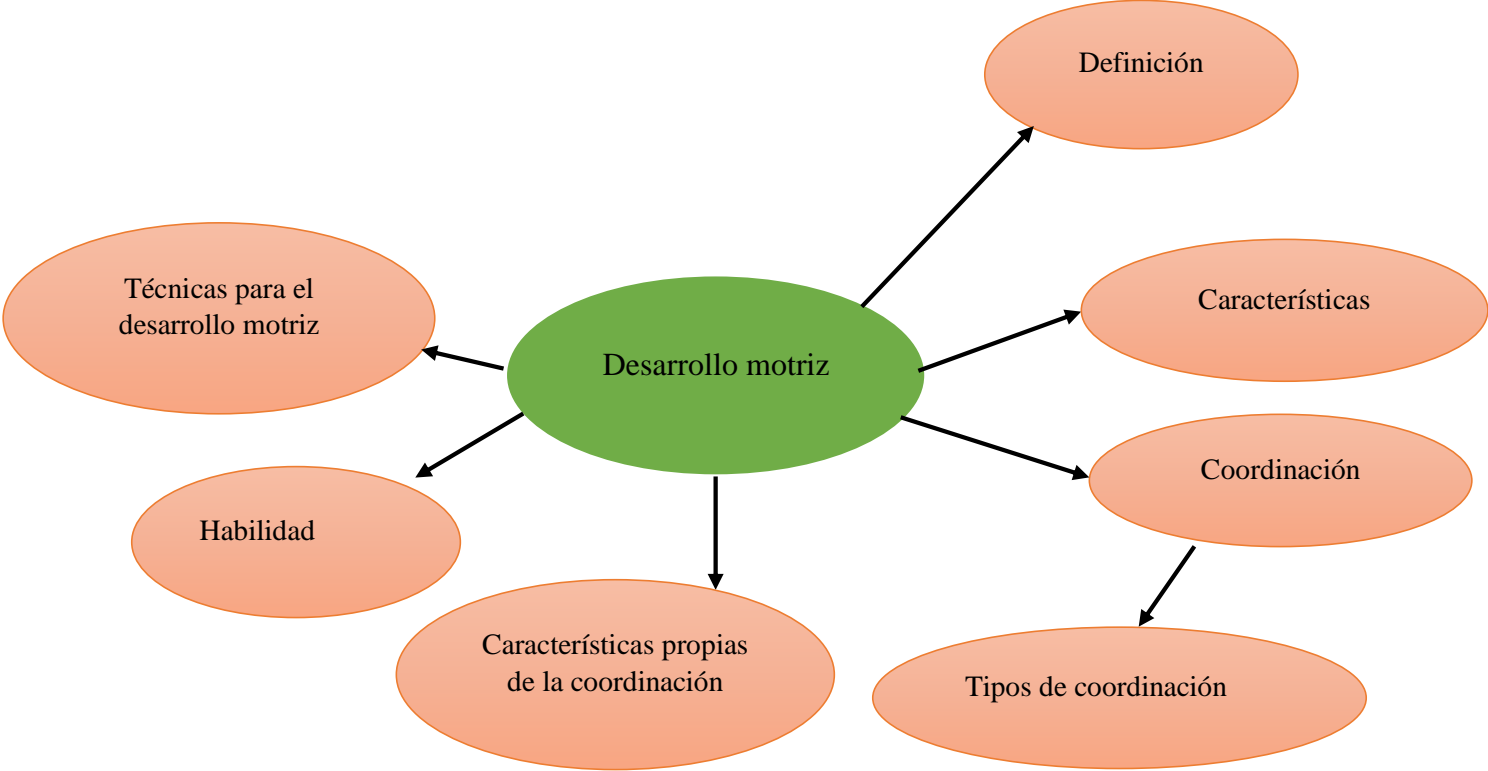 Definición
Técnicas para el
desarrollo motriz
Características
Desarrollo motriz
Coordinación
Habilidad
Características propias
de la coordinación
Tipos de coordinación